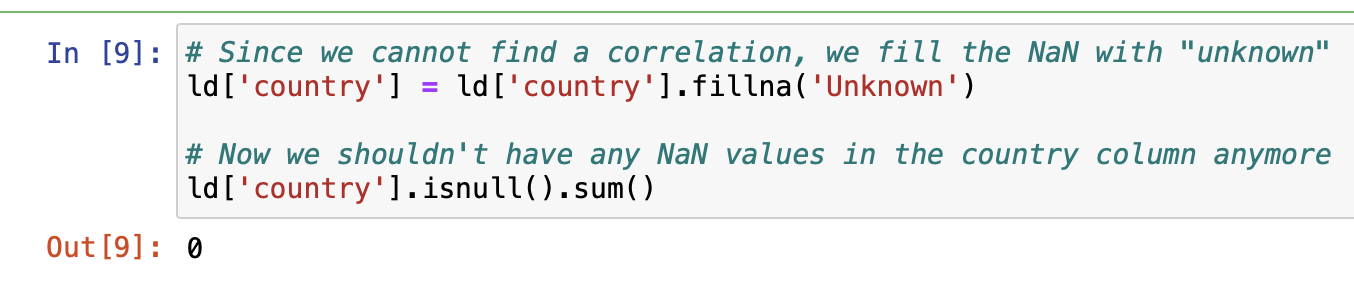 In [9]: # Since we cannot find a correlation, we fill the NaN with "unknown"
ld['country'] = ld['country'].fillna('Unknown')
# Now we shouldn't have any NaN values in the country column anymore
ld['country'].isnull().sum()
Out[9]: 0